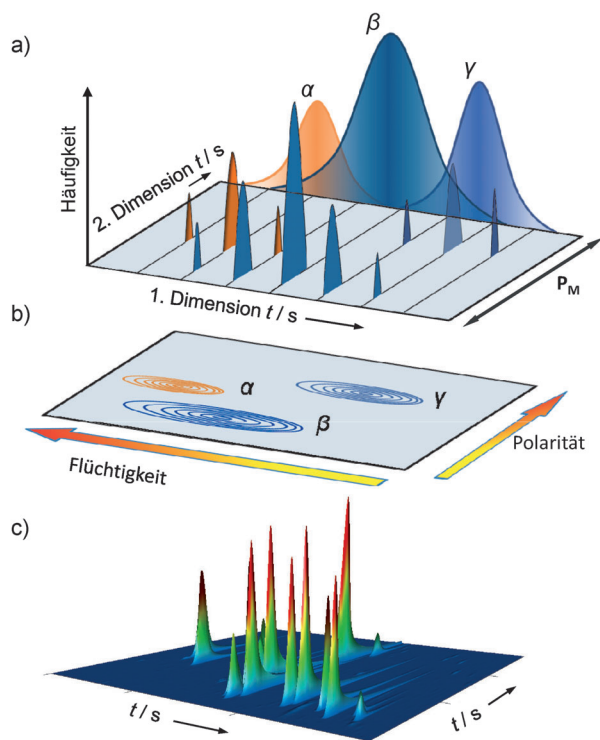 a)
β
γ
α
Häufigkeit
2. Dimension t / s
1. Dimension t / s
P_M
b)
α
γ
β
Flüchtigkeit
Polarität
c)
t / s
t / s